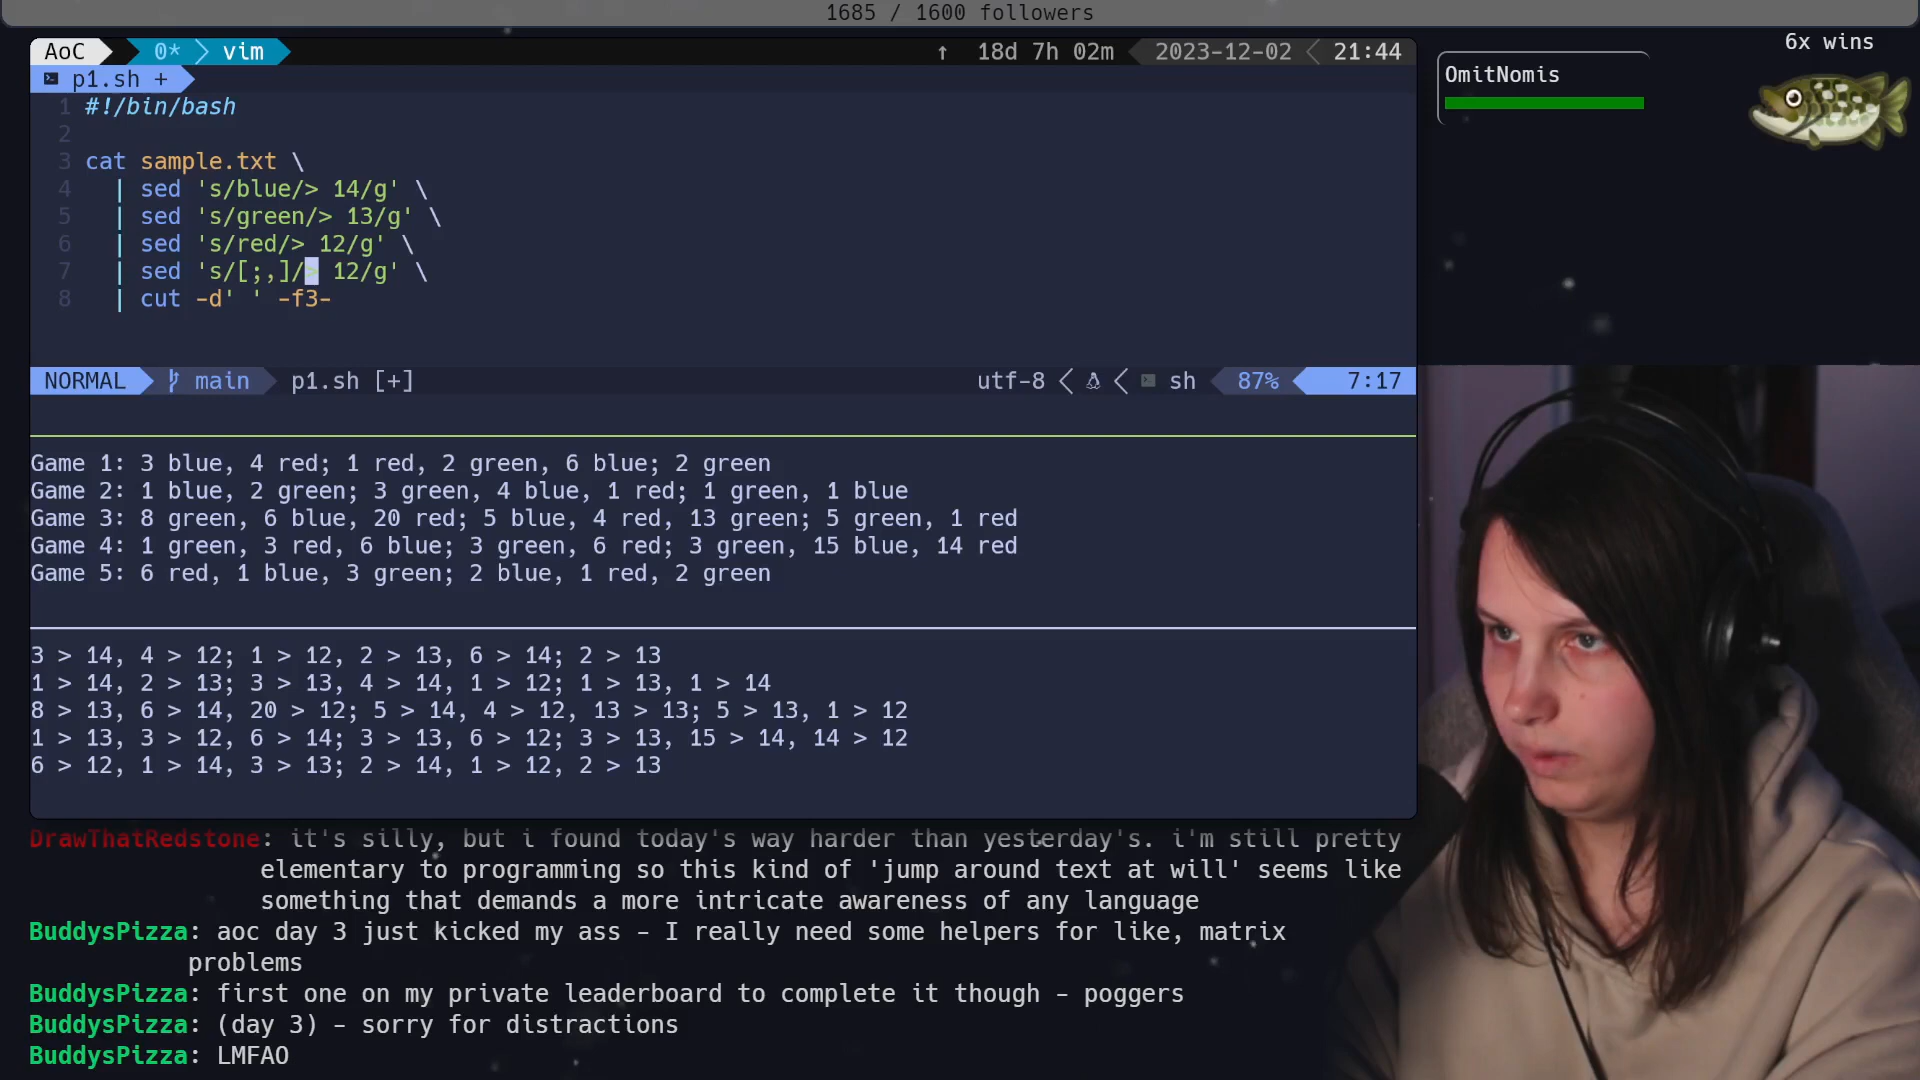 1685 / 1600 followers
AoC 0* vim ↑ 18d 7h 02m 2023-12-02 21:44
6x wins
OmitNomis
p1.sh +
1 #!/bin/bash
2
3 cat sample.txt \
4 | sed 's/blue/> 14/g' \
5 | sed 's/green/> 13/g' \
6 | sed 's/red/> 12/g' \
7 | sed 's/[;,]/> 12/g' \
8 | cut -d' ' -f3-
NORMAL main p1.sh [+] utf-8 sh 87% 7:17
Game 1: 3 blue, 4 red; 1 red, 2 green, 6 blue; 2 green
Game 2: 1 blue, 2 green; 3 green, 4 blue, 1 red; 1 green, 1 blue
Game 3: 8 green, 6 blue, 20 red; 5 blue, 4 red, 13 green; 5 green, 1 red
Game 4: 1 green, 3 red, 6 blue; 3 green, 6 red; 3 green, 15 blue, 14 red
Game 5: 6 red, 1 blue, 3 green; 2 blue, 1 red, 2 green
3 > 14, 4 > 12; 1 > 12, 2 > 13, 6 > 14; 2 > 13
1 > 14, 2 > 13; 3 > 13, 4 > 14, 1 > 12; 1 > 13, 1 > 14
8 > 13, 6 > 14, 20 > 12; 5 > 14, 4 > 12, 13 > 13; 5 > 13, 1 > 12
1 > 13, 3 > 12, 6 > 14; 3 > 13, 6 > 12; 3 > 13, 15 > 14, 14 > 12
6 > 12, 1 > 14, 3 > 13; 2 > 14, 1 > 12, 2 > 13
DrawThatRedstone: it's silly, but i found today's way harder than yesterday's. i'm still pretty
elementary to programming so this kind of 'jump around text at will' seems like
something that demands a more intricate awareness of any language
BuddysPizza: aoc day 3 just kicked my ass - I really need some helpers for like, matrix
problems
BuddysPizza: first one on my private leaderboard to complete it though - poggers
BuddysPizza: (day 3) - sorry for distractions
BuddysPizza: LMFAO